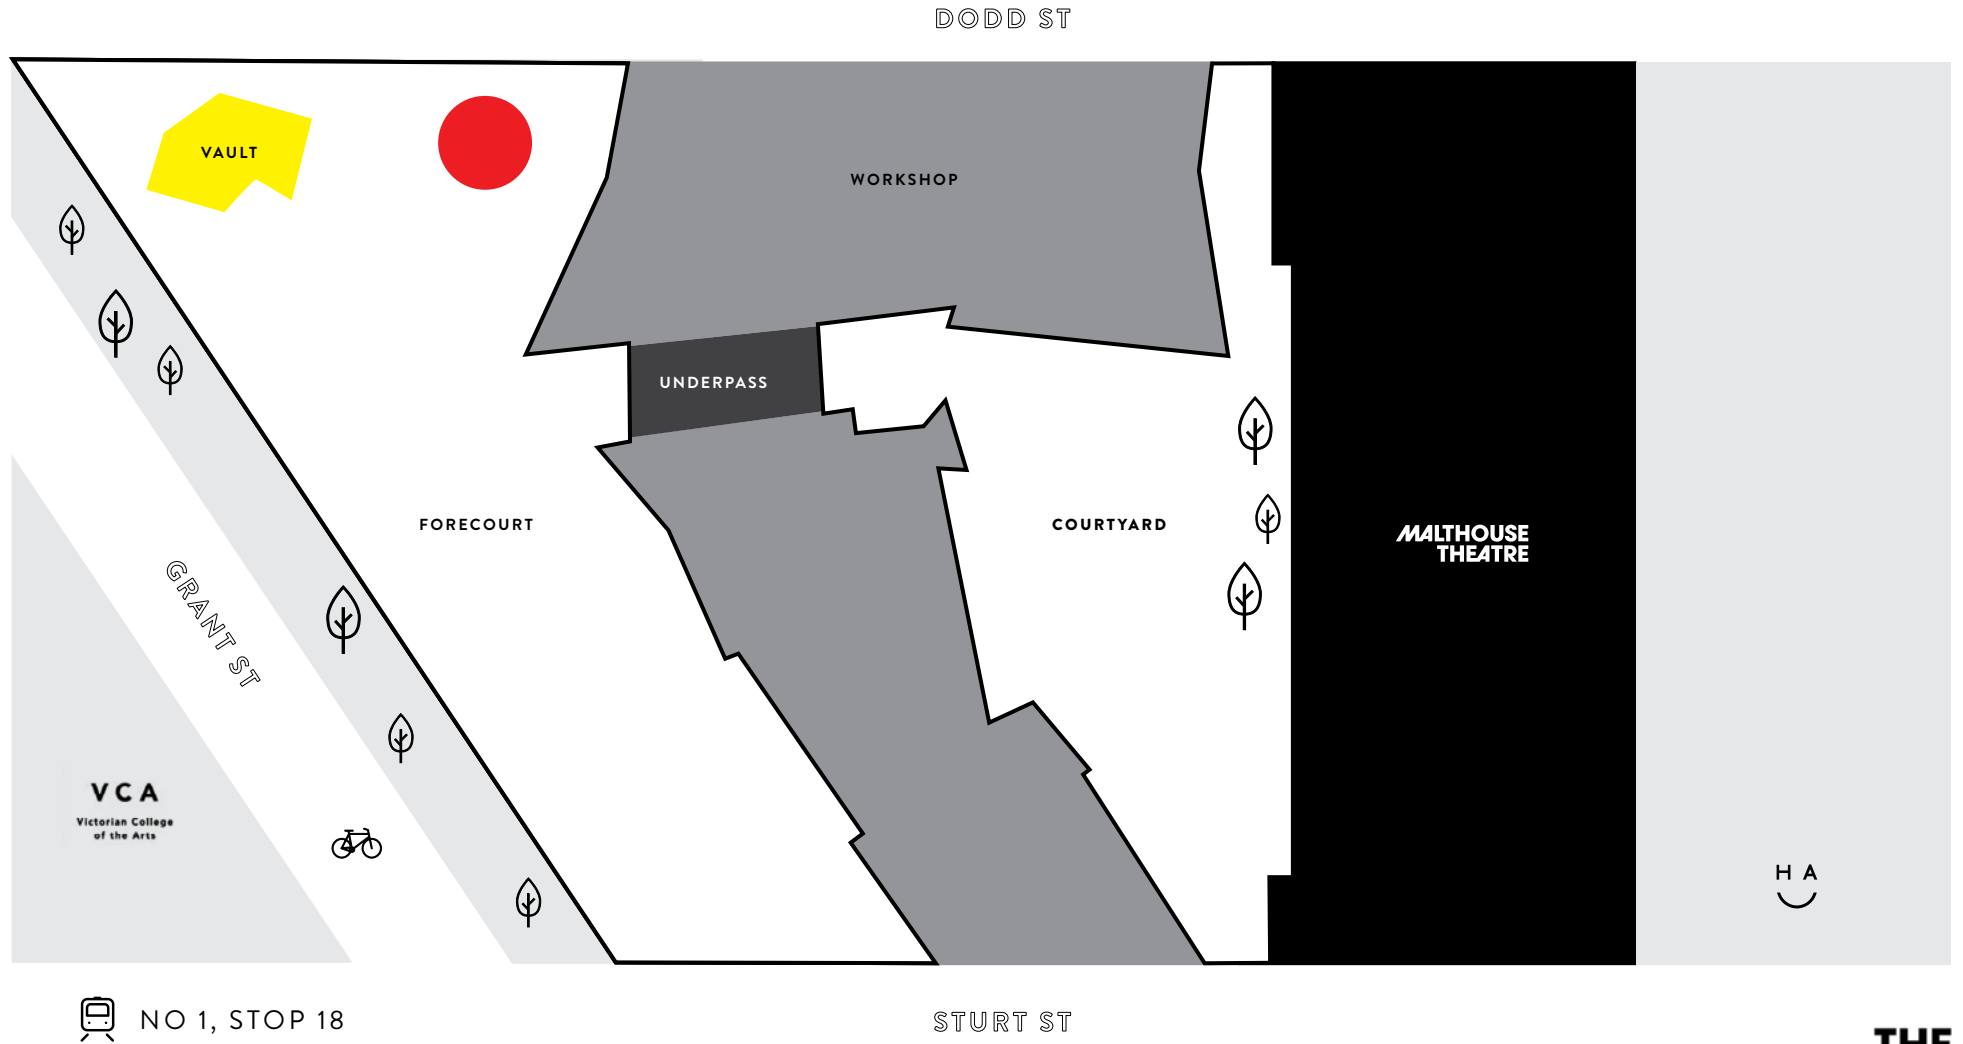 DODD ST
VAULT
WORKSHOP
UNDERPASS
FORECOURT
COURTYARD
MALTHOUSE
THEATRE
GRANT ST
VCA
Victorian College
of the Arts
H A
NO 1, STOP 18
STURT ST
THE